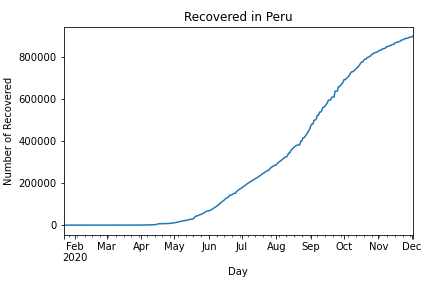 Recovered in Peru
Number of Recovered
800000
600000
400000
200000
0
Feb Mar Apr May Jun Jul Aug Sep Oct Nov Dec
2020
Day